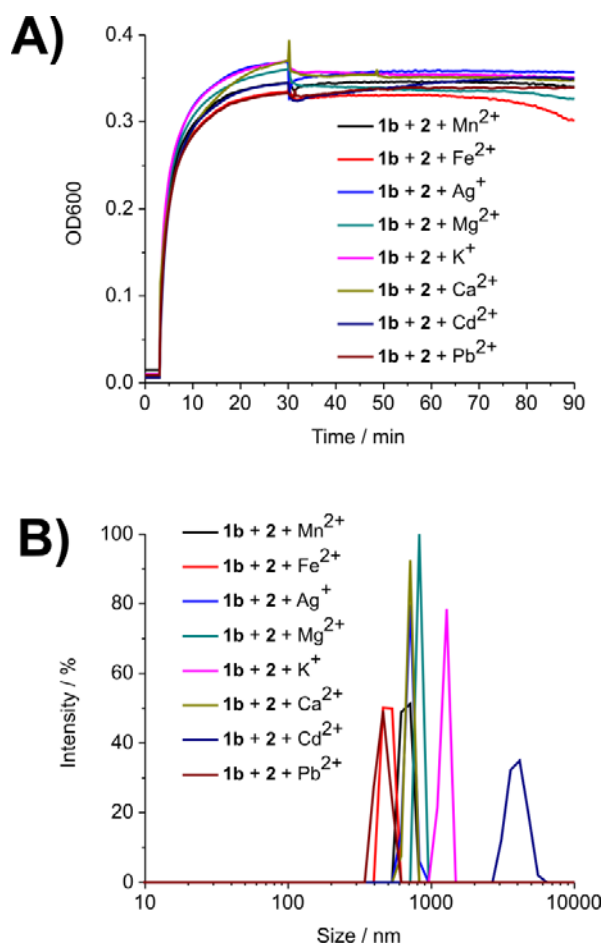 A)
0.4
0.3
0.2
0.1
0.0
OD600
1b + 2 + Mn²⁺
1b + 2 + Fe²⁺
1b + 2 + Ag⁺
1b + 2 + Mg²⁺
1b + 2 + K⁺
1b + 2 + Ca²⁺
1b + 2 + Cd²⁺
1b + 2 + Pb²⁺
0 10 20 30 40 50 60 70 80 90
Time / min
B)
100
80
60
40
20
0
Intensity / %
1b + 2 + Mn²⁺
1b + 2 + Fe²⁺
1b + 2 + Ag⁺
1b + 2 + Mg²⁺
1b + 2 + K⁺
1b + 2 + Ca²⁺
1b + 2 + Cd²⁺
1b + 2 + Pb²⁺
10 100 1000 10000
Size / nm